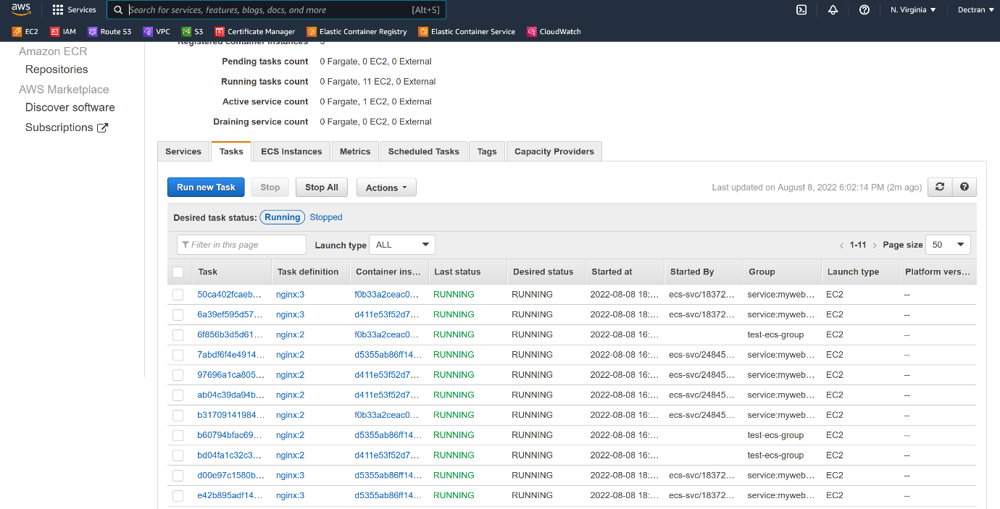 aws Services Search for services, features, blogs, docs, and more [Alt+S] N. Virginia Dectran
EC2 IAM Route 53 VPC S3 Certificate Manager Elastic Container Registry Elastic Container Service CloudWatch
Amazon ECR
Repositories
AWS Marketplace
Discover software
Subscriptions
Registered container instances 3
Pending tasks count 0 Fargate, 0 EC2, 0 External
Running tasks count 0 Fargate, 11 EC2, 0 External
Active service count 0 Fargate, 1 EC2, 0 External
Draining service count 0 Fargate, 0 EC2, 0 External
Services Tasks ECS Instances Metrics Scheduled Tasks Tags Capacity Providers
Run new Task Stop Stop All Actions Last updated on August 8, 2022 6:02:14 PM (2m ago)
Desired task status: Running Stopped
Filter in this page Launch type ALL 1-11 Page size 50
Task Task definition Container ins... Last status Desired status Started at Started By Group Launch type Platform vers...
50ca402fcaeb... nginx:3 f0b33a2ceac0... RUNNING RUNNING 2022-08-08 18:... ecs-svc/18372... service:myweb... EC2 --
6a39ef595d57... nginx:3 d411e53f52d7... RUNNING RUNNING 2022-08-08 18:... ecs-svc/18372... service:myweb... EC2 --
6f856b3d5d61... nginx:2 f0b33a2ceac0... RUNNING RUNNING 2022-08-08 16:... test-ecs-group EC2 --
7abdf6f4e4914... nginx:2 d5355ab86ff14... RUNNING RUNNING 2022-08-08 16:... ecs-svc/24845... service:myweb... EC2 --
97696a1ca805... nginx:2 d411e53f52d7... RUNNING RUNNING 2022-08-08 16:... ecs-svc/24845... service:myweb... EC2 --
ab04c39da94b... nginx:2 d411e53f52d7... RUNNING RUNNING 2022-08-08 16:... ecs-svc/24845... service:myweb... EC2 --
b31709141984... nginx:2 f0b33a2ceac0... RUNNING RUNNING 2022-08-08 16:... ecs-svc/24845... service:myweb... EC2 --
b60794bfac69... nginx:2 d5355ab86ff14... RUNNING RUNNING 2022-08-08 16:... test-ecs-group EC2 --
bd04fa1c32c3... nginx:2 d411e53f52d7... RUNNING RUNNING 2022-08-08 16:... test-ecs-group EC2 --
d00e97c1580b... nginx:3 d5355ab86ff14... RUNNING RUNNING 2022-08-08 18:... ecs-svc/18372... service:myweb... EC2 --
e42b895adf14... nginx:3 d5355ab86ff14... RUNNING RUNNING 2022-08-08 18:... ecs-svc/18372... service:myweb... EC2 --